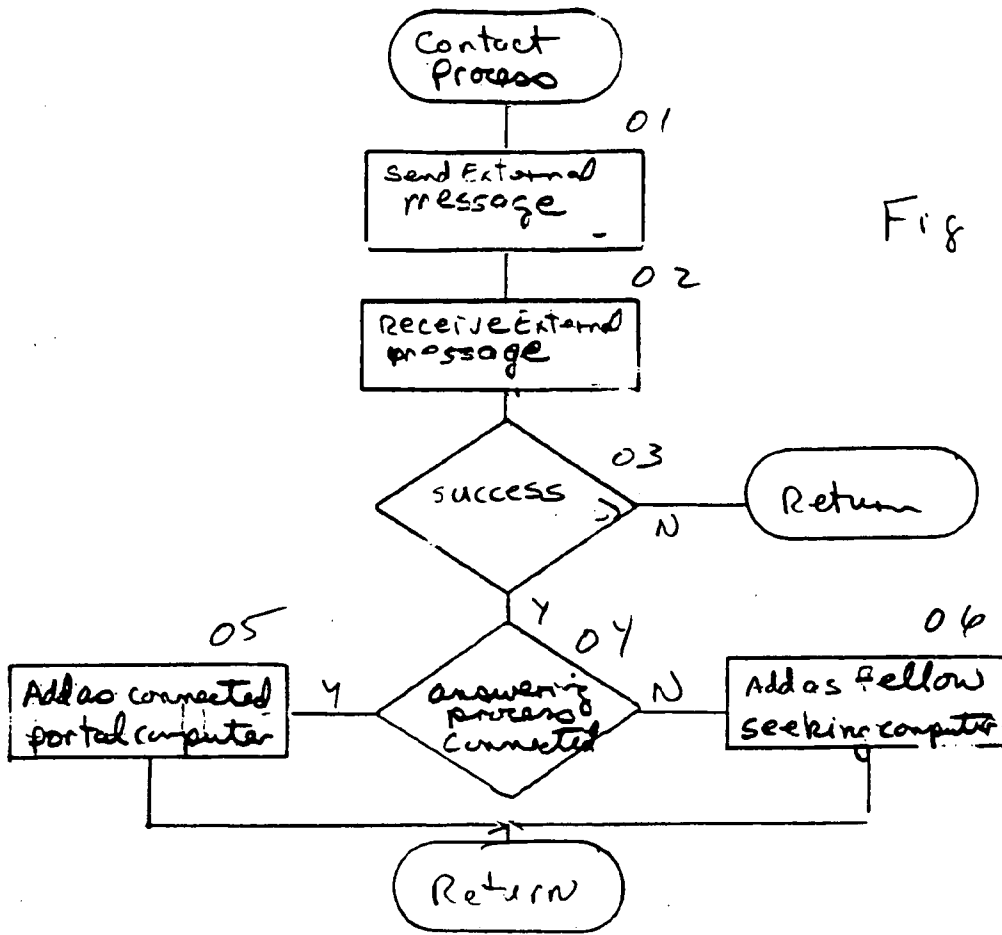 Contact
Process
01
Send External
message
Fig
02
Receive External
message
03
success
N
Return
Y
04
05
06
Add as connected
portal computer
Y
answering
process
connected
N
Add as Fellow
seeking computer
Return